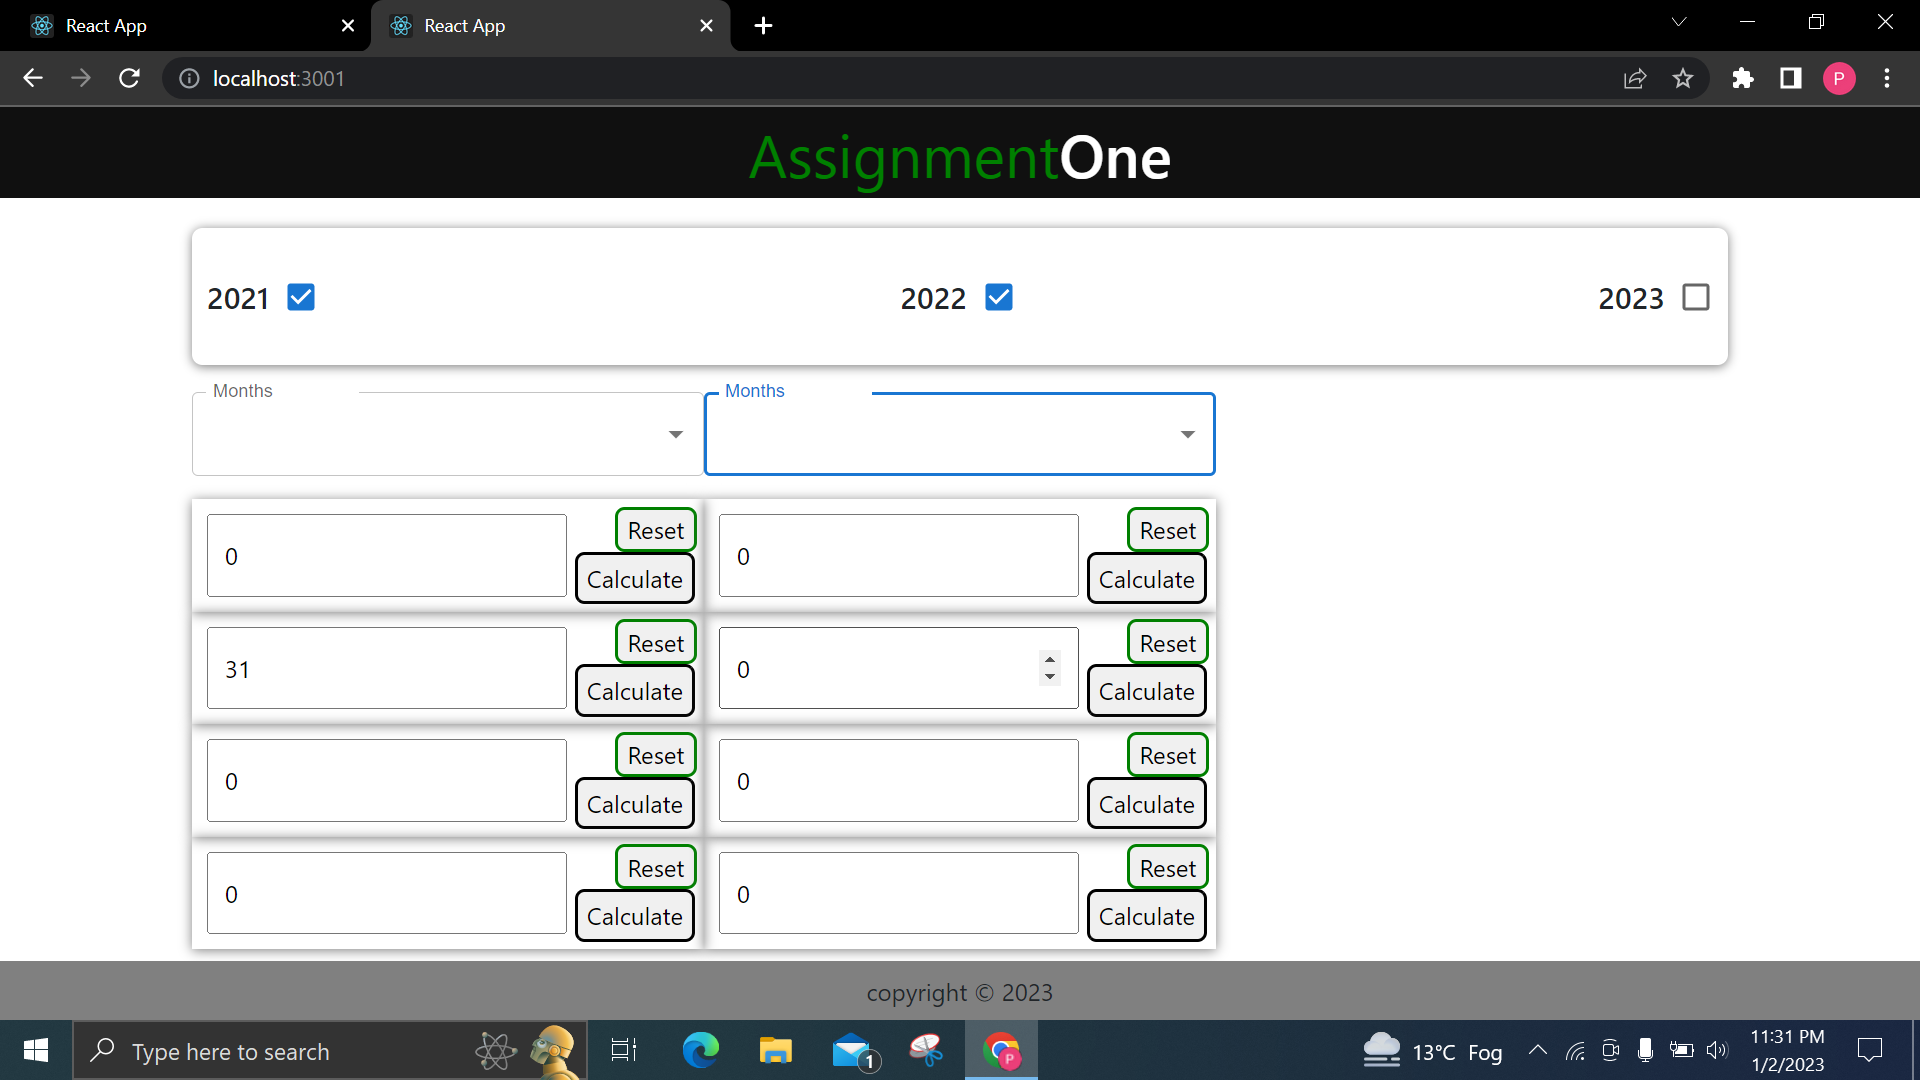 React App
React App
localhost:3001
P
AssignmentOne
2021
2022
2023
Months
Months
0
Reset
Calculate
0
Reset
Calculate
31
Reset
Calculate
0
Reset
Calculate
0
Reset
Calculate
0
Reset
Calculate
0
Reset
Calculate
0
Reset
Calculate
copyright © 2023
Type here to search
1
P
13°C Fog
11:31 PM
1/2/2023